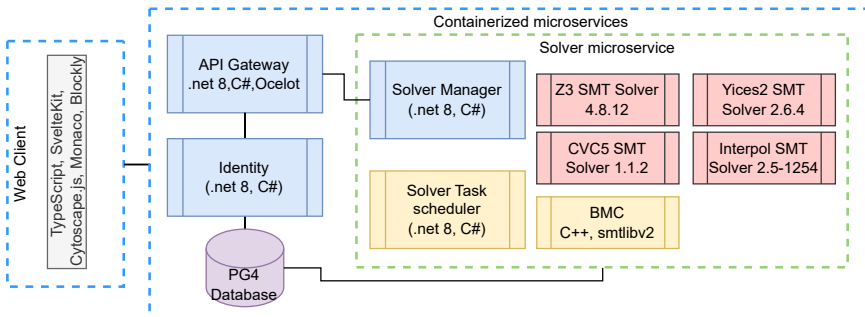 Containerized microservices
Solver microservice
Web Client
TypeScript, SvelteKit,
Cytoscape.js, Monaco, Blockly
API Gateway
.net 8,C#,Ocelot
Identity
(.net 8, C#)
PG4
Database
Solver Manager
(.net 8, C#)
Solver Task
scheduler
(.net 8, C#)
Z3 SMT Solver
4.8.12
Yices2 SMT
Solver 2.6.4
CVC5 SMT
Solver 1.1.2
Interpol SMT
Solver 2.5-1254
BMC
C++, smtlibv2